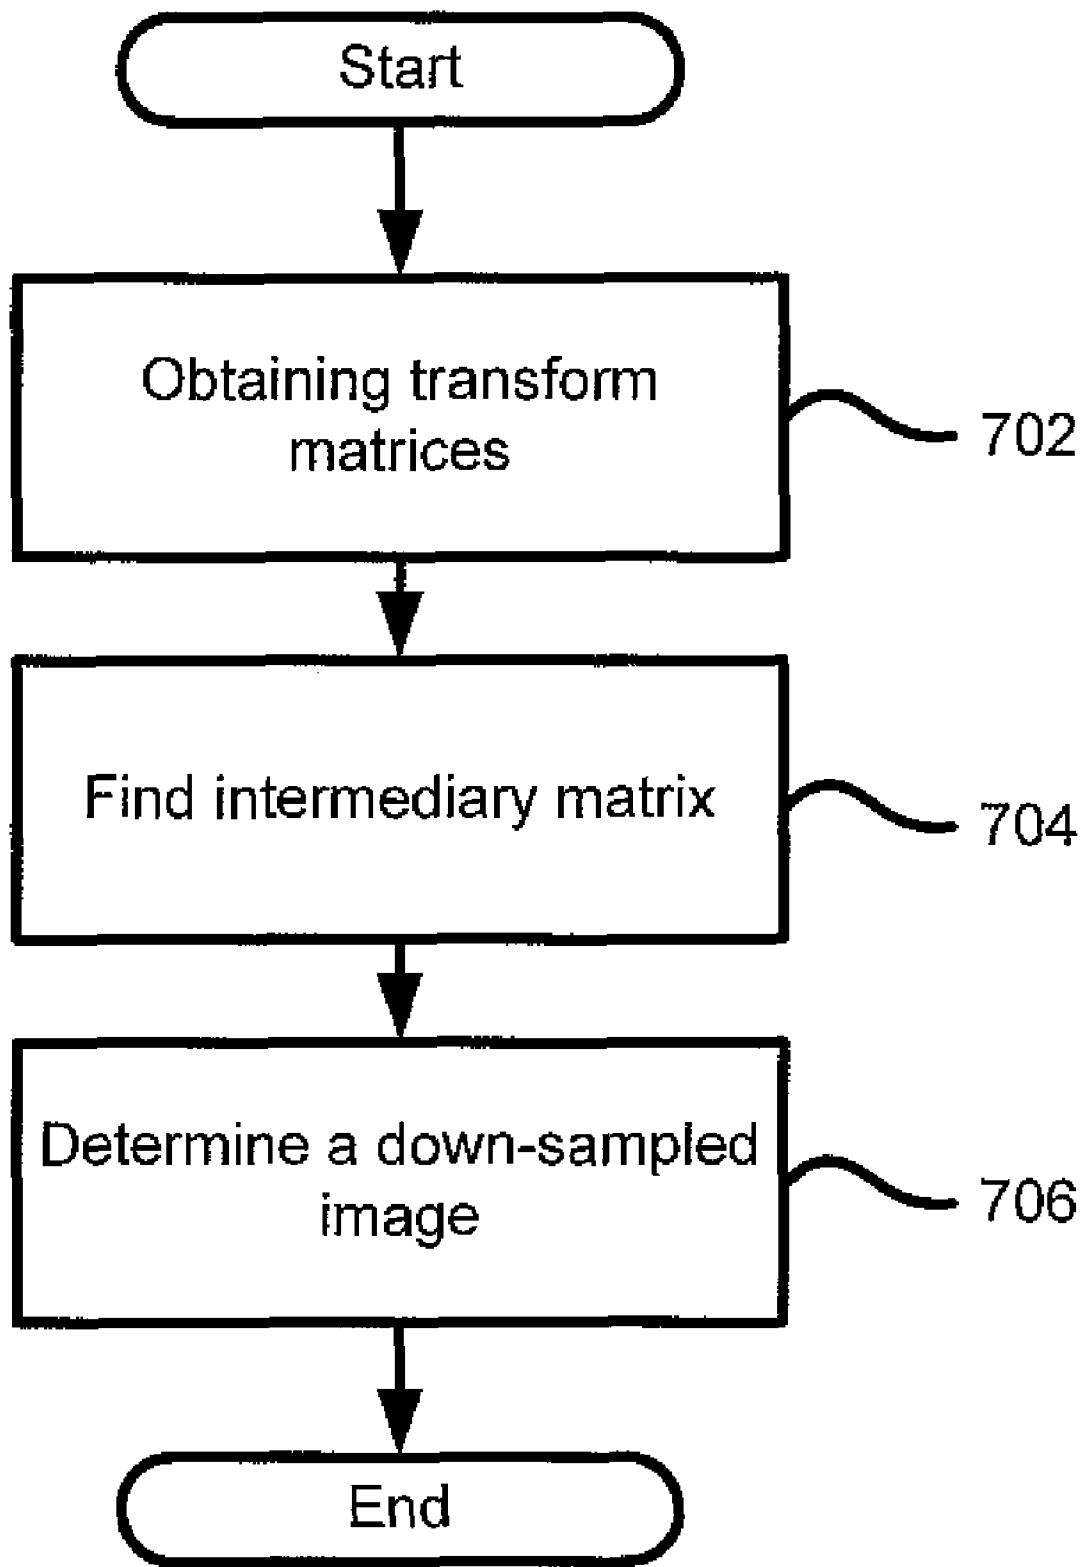 Start
Obtaining transform
matrices
702
Find intermediary matrix
704
Determine a down-sampled
image
706
End